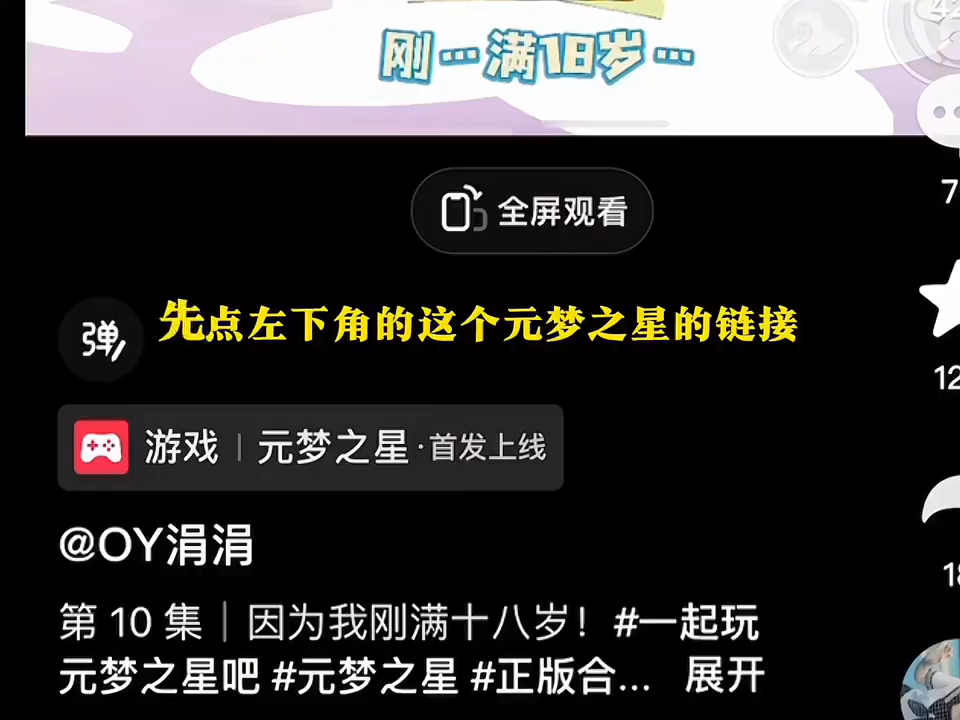 刚…满18岁…
全屏观看
7
弹
先点左下角的这个元梦之星的链接
12
游戏｜元梦之星·首发上线
@OY涓涓
18
第 10 集｜因为我刚满十八岁！#一起玩
元梦之星吧 #元梦之星 #正版合... 展开